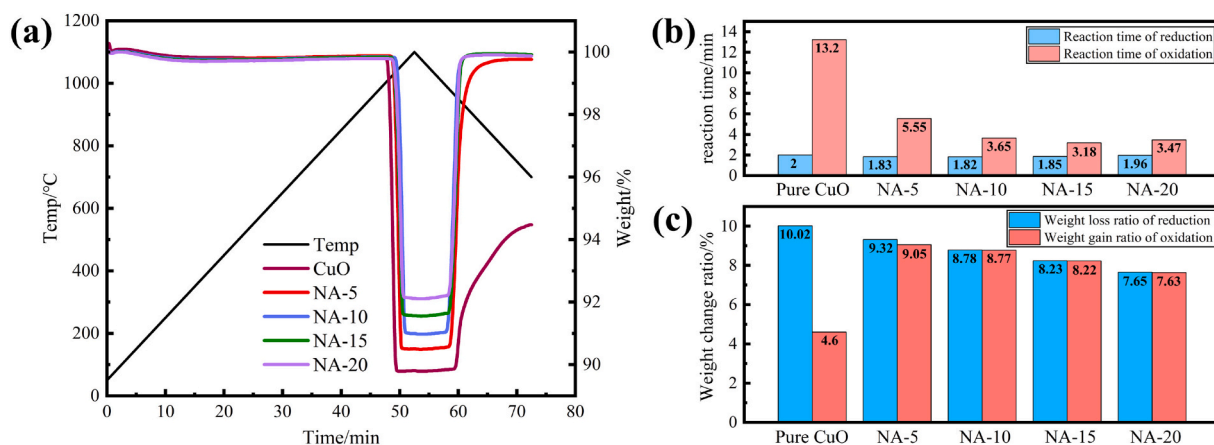 (a)
1200
1000
800
600
400
200
0
Temp/°C
100
98
96
94
92
90
Weight/%
Temp
CuO
NA-5
NA-10
NA-15
NA-20
0 10 20 30 40 50 60 70 80
Time/min
(b)
14
12
10
8
6
4
2
0
reaction time/min
Reaction time of reduction
Reaction time of oxidation
13.2
5.55
3.65
3.18
3.47
2
1.83
1.82
1.85
1.96
Pure CuO NA-5 NA-10 NA-15 NA-20
(c)
10
8
6
4
2
0
Weight change ratio/%
Weight loss ratio of reduction
Weight gain ratio of oxidation
10.02
4.6
9.32
9.05
8.78
8.77
8.23
8.22
7.65
7.63
Pure CuO NA-5 NA-10 NA-15 NA-20